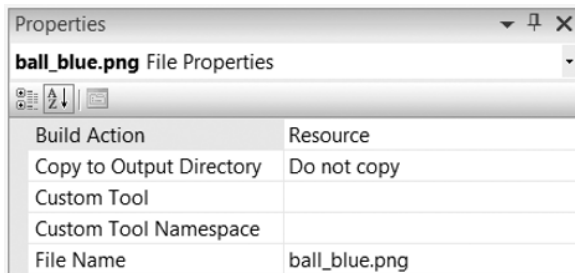 Properties
ball_blue.png File Properties
Build Action Resource
Copy to Output Directory Do not copy
Custom Tool
Custom Tool Namespace
File Name ball_blue.png